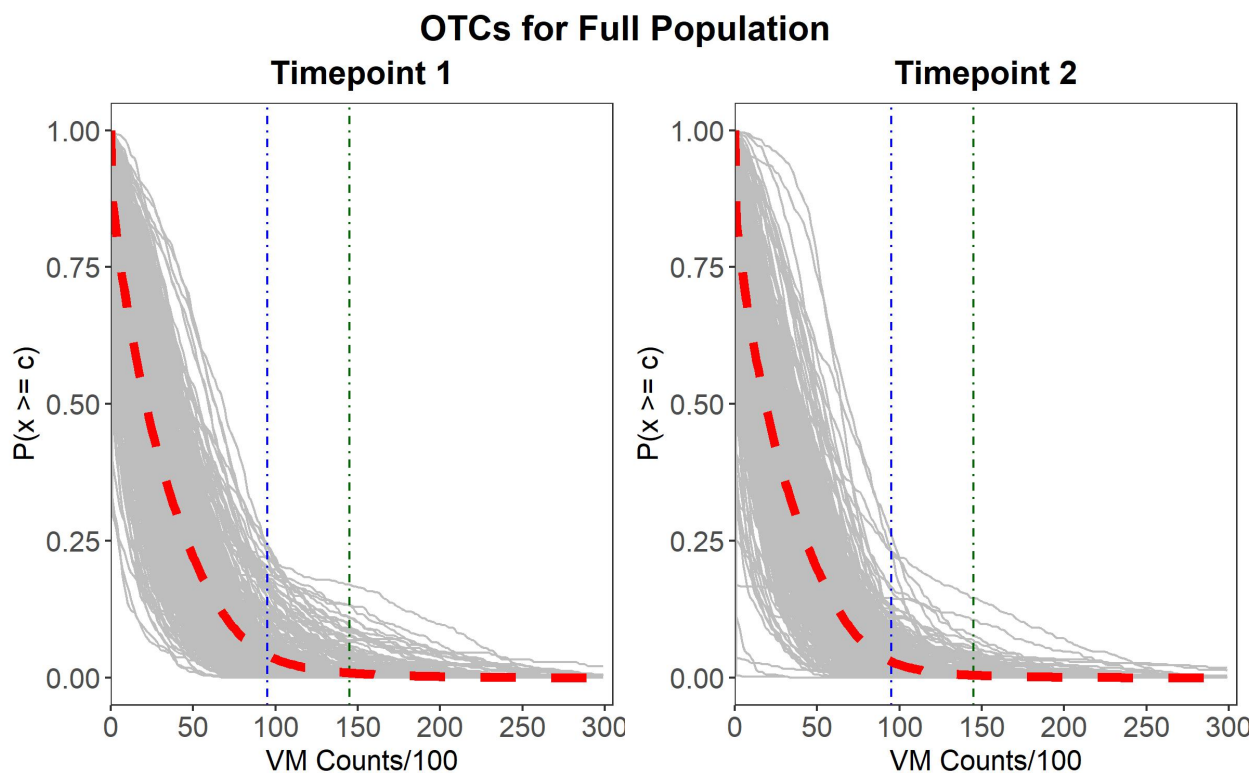 OTCs for Full Population
Timepoint 1
Timepoint 2
P(x >= c)
1.00
0.75
0.50
0.25
0.00
0 50 100 150 200 250 300
VM Counts/100
P(x >= c)
1.00
0.75
0.50
0.25
0.00
0 50 100 150 200 250 300
VM Counts/100